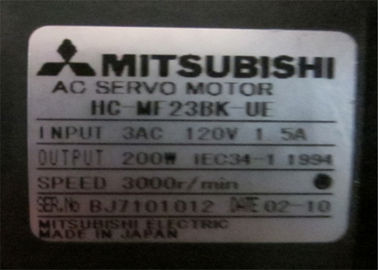 MITSUBISHI
AC SERVO MOTOR
HC-MF23BK-UE
INPUT 3AC 120V 1.5A
OUTPUT 200W IEC34-1 1994
SPEED 3000r/min
SER.No BJ7101012 DATE 02-10
MITSUBISHI ELECTRIC
MADE IN JAPAN